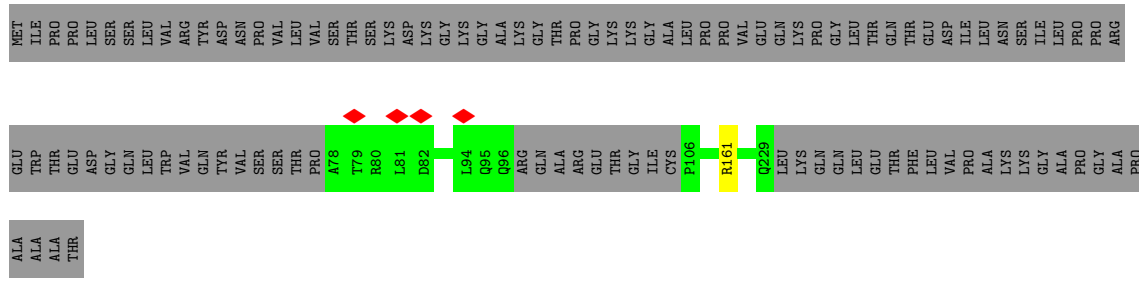 MET ILE PRO PRO LEU SER SER LEU LEU VAL ARG TYR ASP ASN PRO VAL LEU VAL SER THR SER LYS ASP LYS GLY LYS GLY ALA LYS GLY THR PRO GLY LYS LYS GLY ALA LEU PRO PRO VAL GLU GLN LYS PRO GLY LEU THR GLN THR GLU ASP ILE LEU ASN SER ILE LEU PRO PRO ARG
GLU TRP THR GLU ASP GLY GLN LEU TRP VAL GLN TYR VAL SER SER THR PRO A78 T79 R80 L81 D82 L94 Q95 Q96 ARG GLN ALA ARG GLU THR GLY ILE CYS P106 R161 Q229 LEU LYS GLN GLN LEU GLU THR PHE LEU VAL PRO ALA LYS LYS GLY ALA PRO GLY ALA PRO
ALA ALA ALA THR